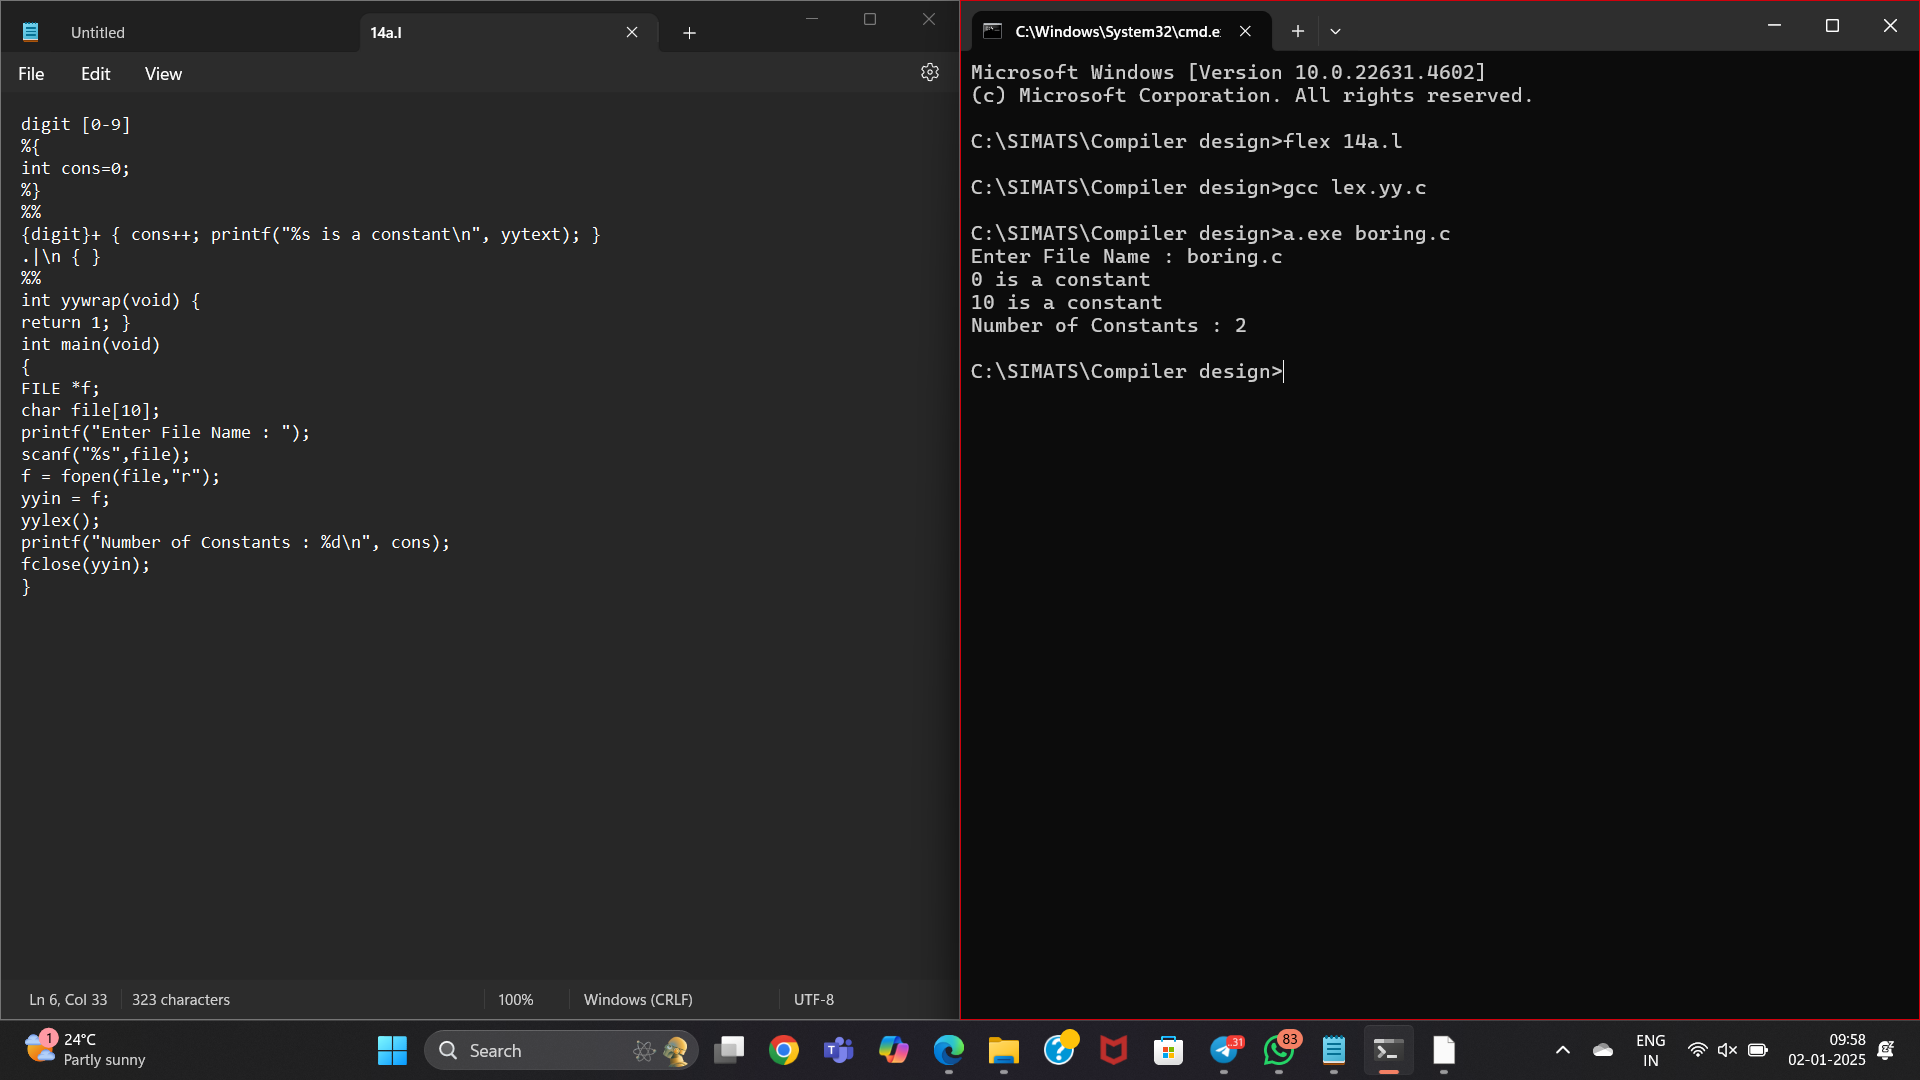 Untitled
14a.l
File Edit View
digit [0-9]
%{
int cons=0;
%}
%%
{digit}+ { cons++; printf("%s is a constant\n", yytext); }
.|\n { }
%%
int yywrap(void) {
return 1; }
int main(void)
{
FILE *f;
char file[10];
printf("Enter File Name : ");
scanf("%s",file);
f = fopen(file,"r");
yyin = f;
yylex();
printf("Number of Constants : %d\n", cons);
fclose(yyin);
}
Ln 6, Col 33 323 characters 100% Windows (CRLF) UTF-8
C:\Windows\System32\cmd.e
Microsoft Windows [Version 10.0.22631.4602]
(c) Microsoft Corporation. All rights reserved.
C:\SIMATS\Compiler design>flex 14a.l
C:\SIMATS\Compiler design>gcc lex.yy.c
C:\SIMATS\Compiler design>a.exe boring.c
Enter File Name : boring.c
0 is a constant
10 is a constant
Number of Constants : 2
C:\SIMATS\Compiler design>
1
24°C
Partly sunny
Search
31
83
ENG
IN
09:58
02-01-2025